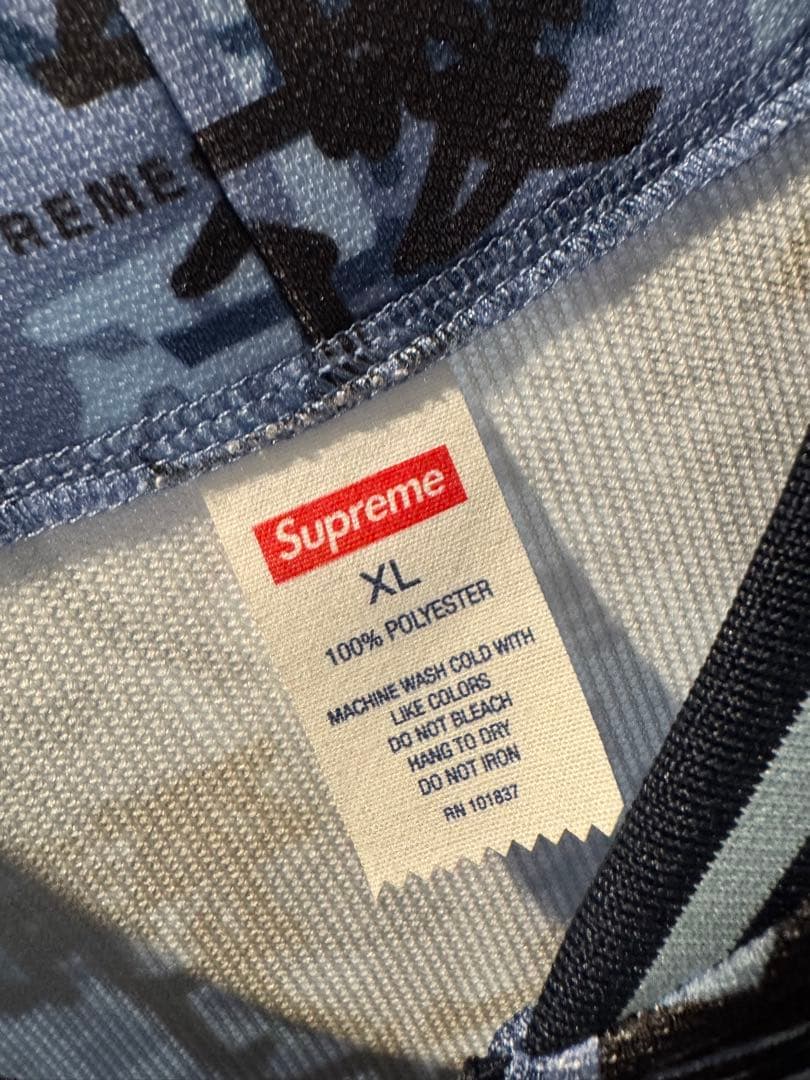 REME
Supreme
XL
100% POLYESTER
MACHINE WASH COLD WITH
LIKE COLORS
DO NOT BLEACH
HANG TO DRY
DO NOT IRON
RN 101837